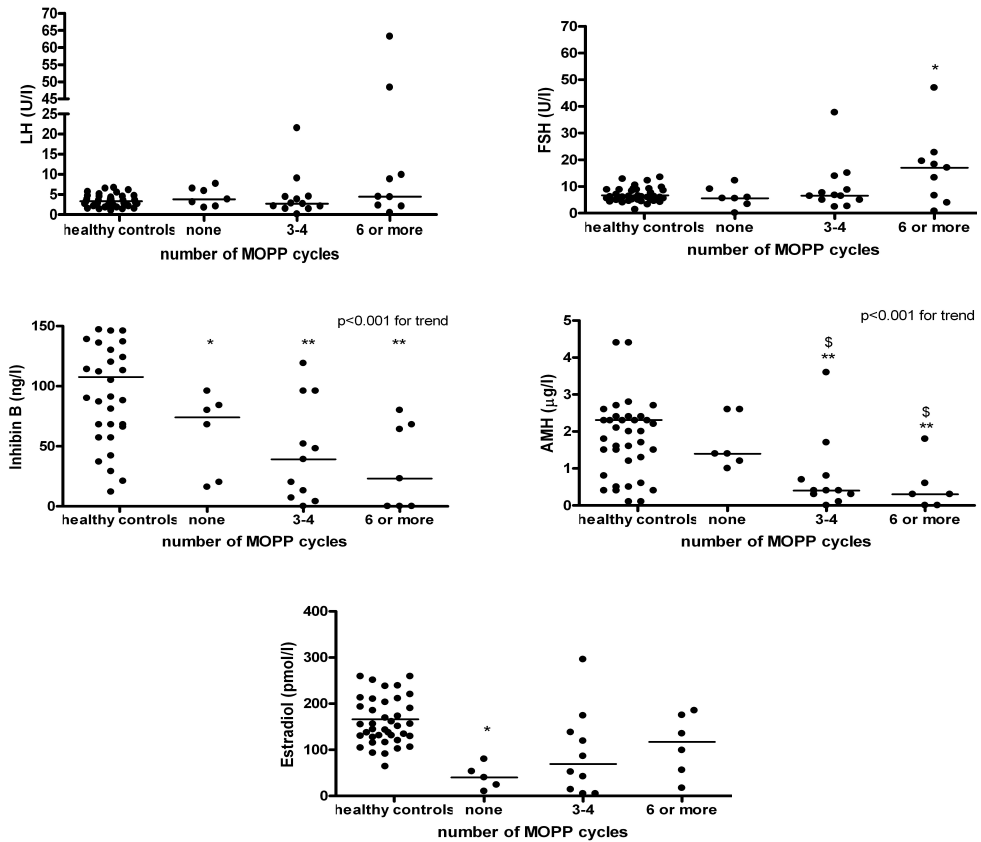 LH (U/l)
70
65
60
55
50
45
25
20
15
10
5
0
healthy controls none 3-4 6 or more
number of MOPP cycles
FSH (U/l)
70
60
50
40
30
20
10
0
*
healthy controls none 3-4 6 or more
number of MOPP cycles
Inhibin B (ng/l)
150
100
50
0
p<0.001 for trend
* ** **
healthy controls none 3-4 6 or more
number of MOPP cycles
AMH (µg/l)
5
4
3
2
1
0
p<0.001 for trend
$
**
$
**
healthy controls none 3-4 6 or more
number of MOPP cycles
Estradiol (pmol/l)
400
300
200
100
0
*
healthy controls none 3-4 6 or more
number of MOPP cycles